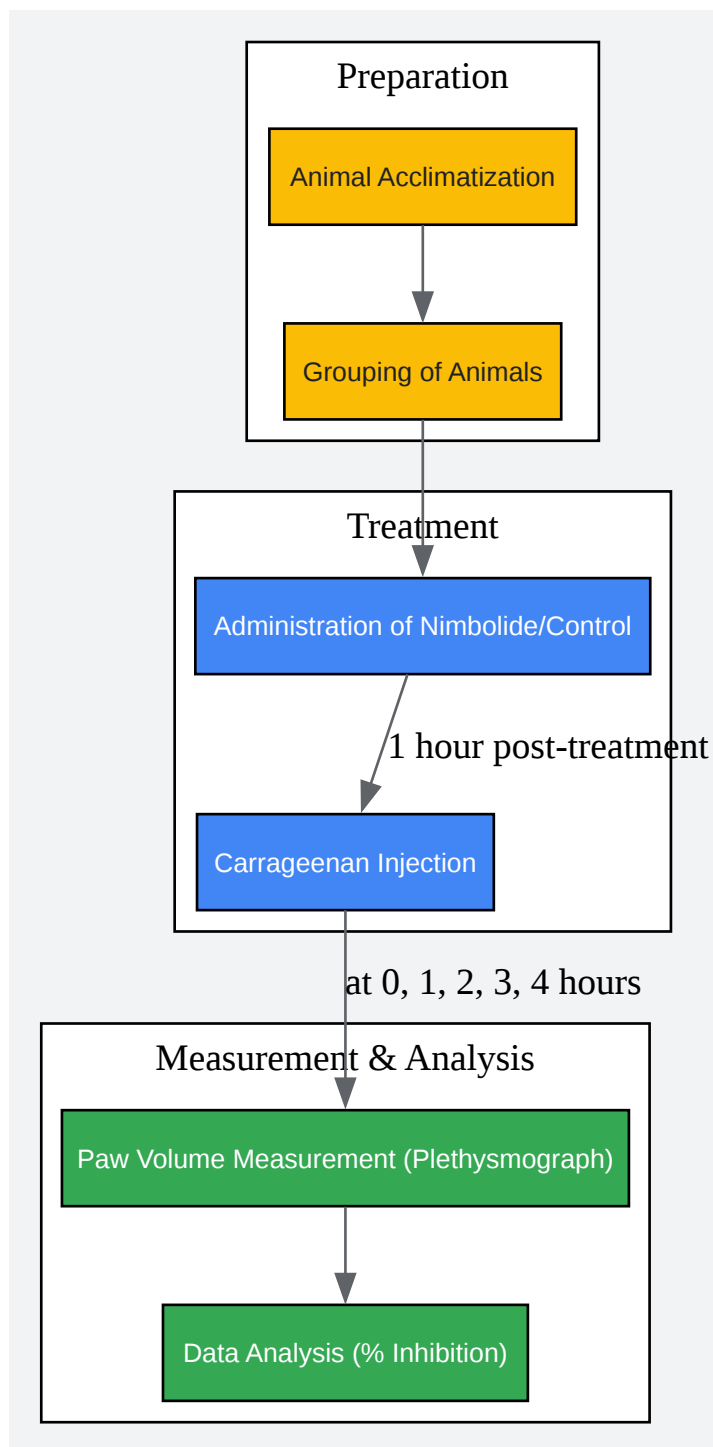 Preparation
Animal Acclimatization
Grouping of Animals
Treatment
Administration of Nimbolide/Control
1 hour post-treatment
Carrageenan Injection
at 0, 1, 2, 3, 4 hours
Measurement & Analysis
Paw Volume Measurement (Plethysmograph)
Data Analysis (% Inhibition)